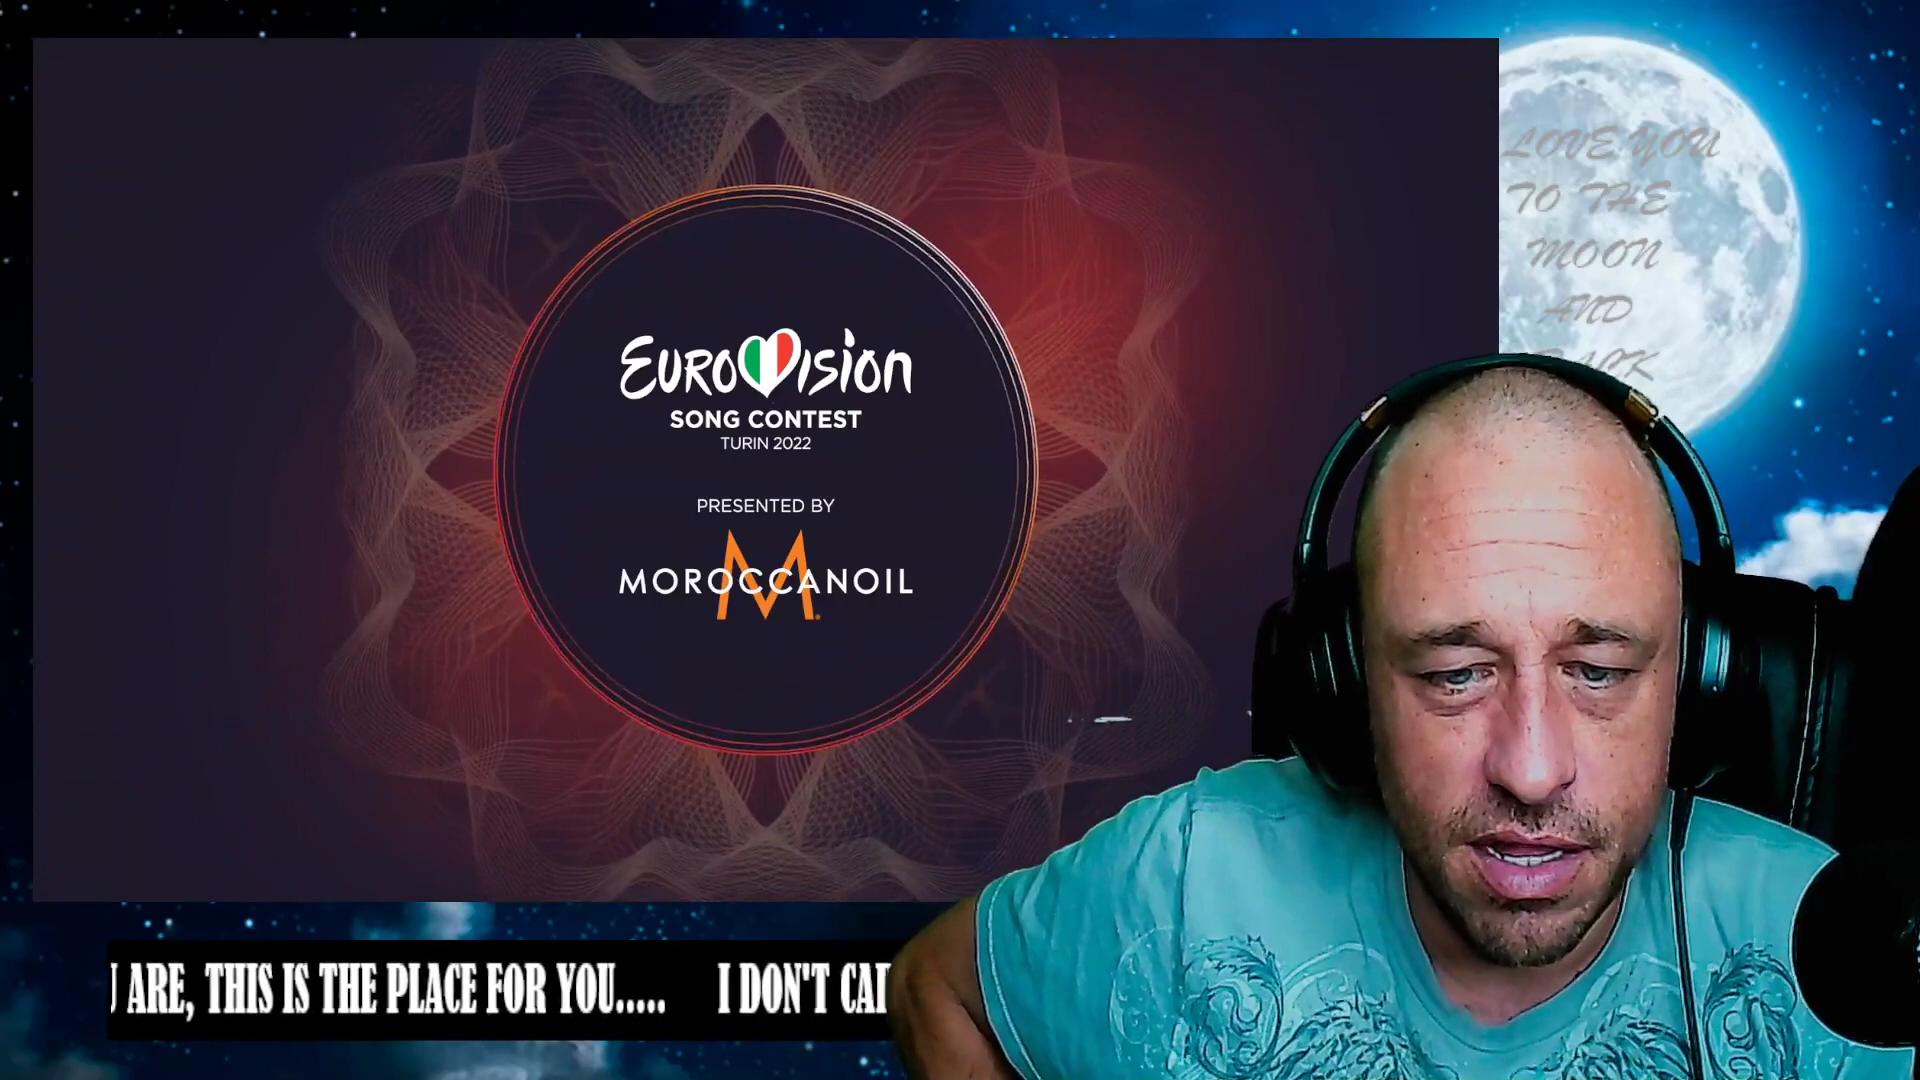 EUROVISION
SONG CONTEST
TURIN 2022
PRESENTED BY
M
MOROCCANOIL
LOVE YOU
TO THE
MOON
AND
ARE, THIS IS THE PLACE FOR YOU..... I DON'T